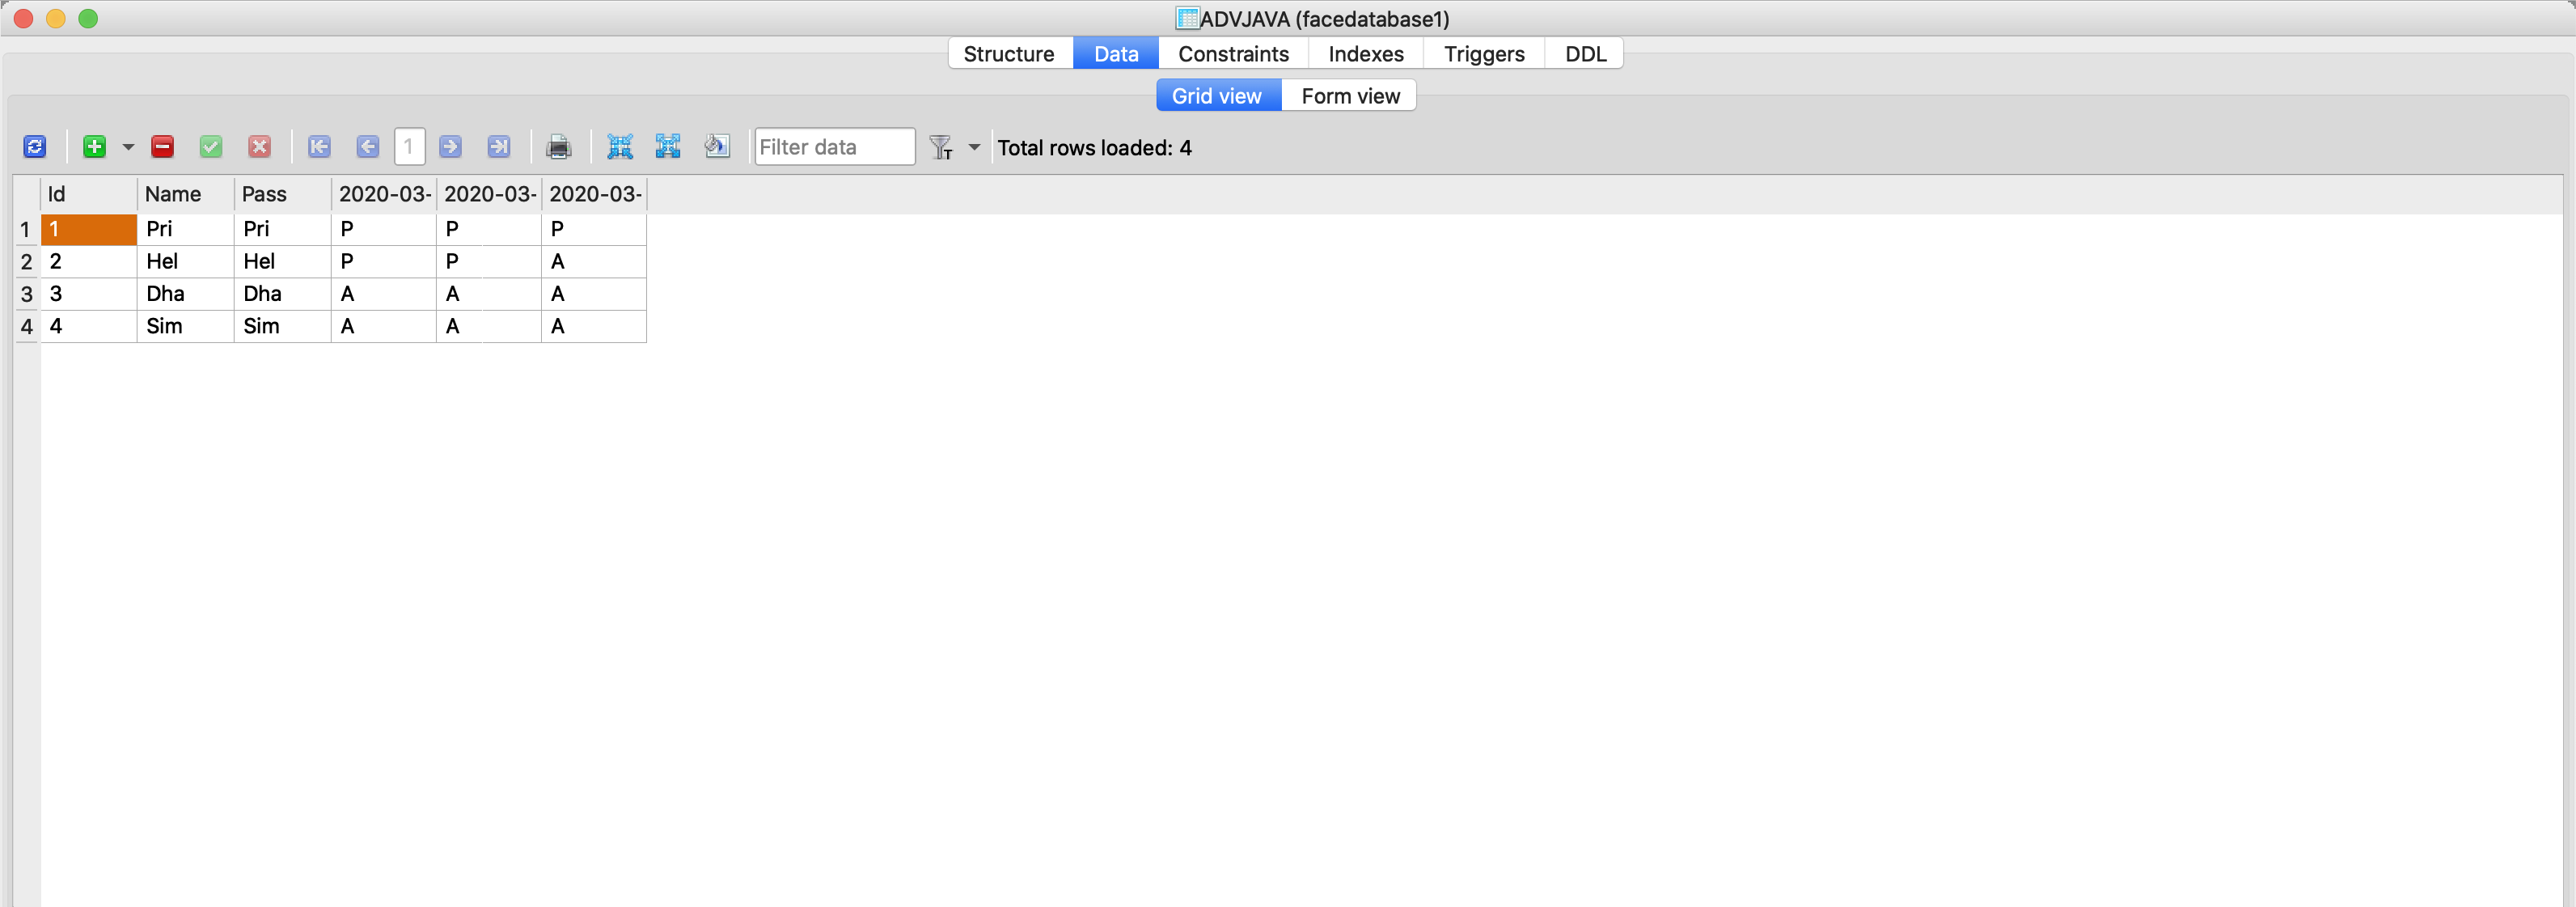 ADVJAVA (facedatabase1)
Structure Data Constraints Indexes Triggers DDL
Grid view Form view
1 Filter data T Total rows loaded: 4
Id Name Pass 2020-03- 2020-03- 2020-03-
1 1 Pri Pri P P P
2 2 Hel Hel P P A
3 3 Dha Dha A A A
4 4 Sim Sim A A A